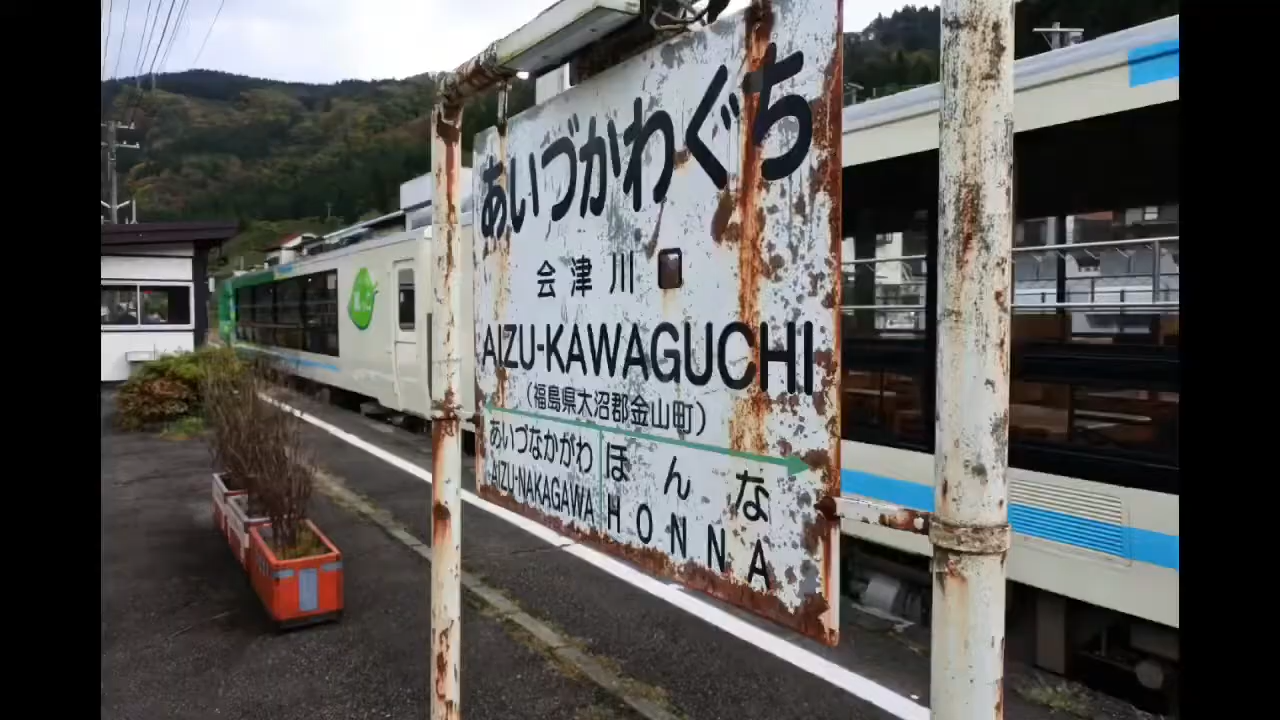 あいづかわぐち
会津川口
AIZU-KAWAGUCHI
(福島県大沼郡金山町)
あいづなかがわ ほんな
AIZU-NAKAGAWA HONNA